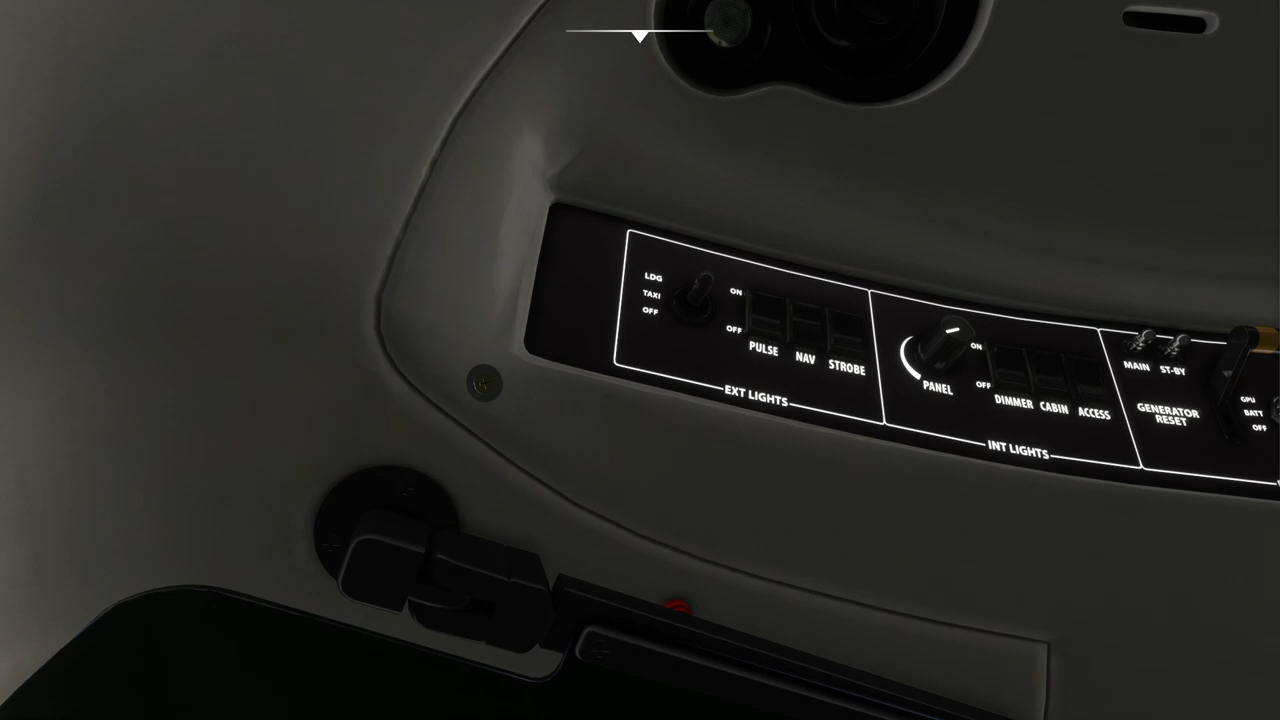 LDG
TAXI
OFF
ON
OFF
PULSE NAV STROBE
EXT LIGHTS
PANEL
ON
OFF
DIMMER CABIN ACCESS
INT LIGHTS
MAIN ST-BY
GENERATOR
RESET
GPU
BATT
OFF